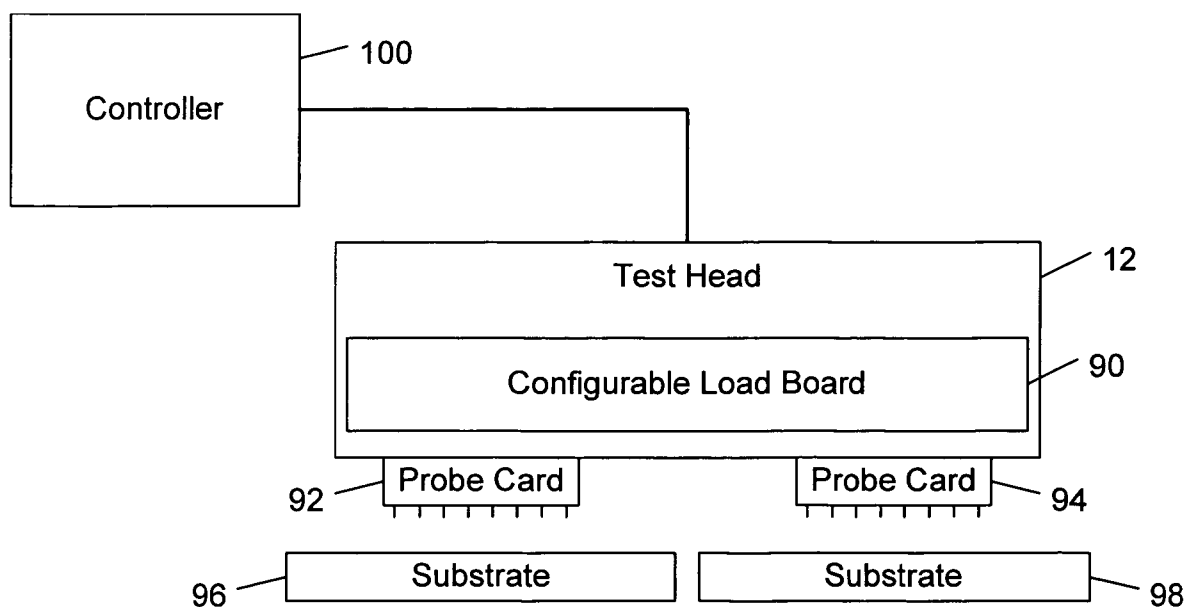 100
Controller
Test Head
12
Configurable Load Board
90
92
Probe Card
Probe Card
94
96
Substrate
Substrate
98